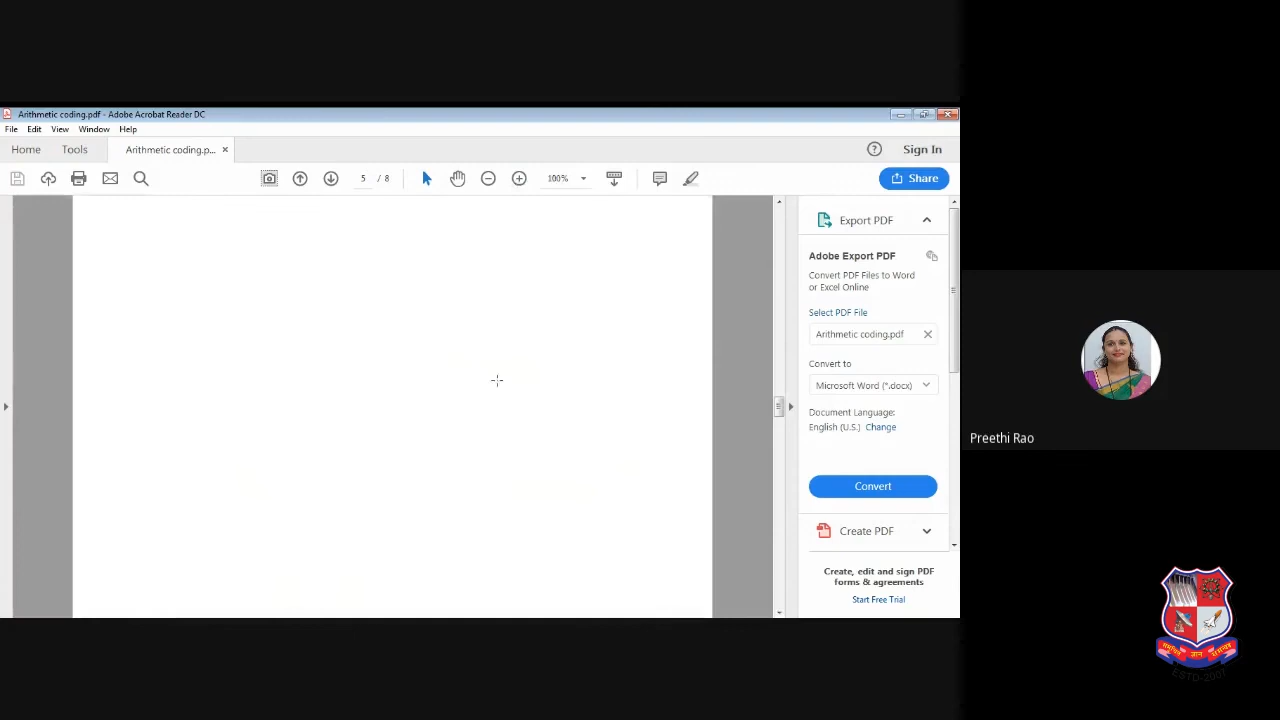 Arithmetic coding.pdf - Adobe Acrobat Reader DC
File Edit View Window Help
Home Tools Arithmetic coding.p... × Sign In
5 / 8 100% Share
Export PDF
Adobe Export PDF
Convert PDF Files to Word
or Excel Online
Select PDF File
Arithmetic coding.pdf
Convert to
Microsoft Word (*.docx)
Document Language:
English (U.S.) Change
Convert
Create PDF
Create, edit and sign PDF
forms & agreements
Start Free Trial
Preethi Rao
ESTD-2007